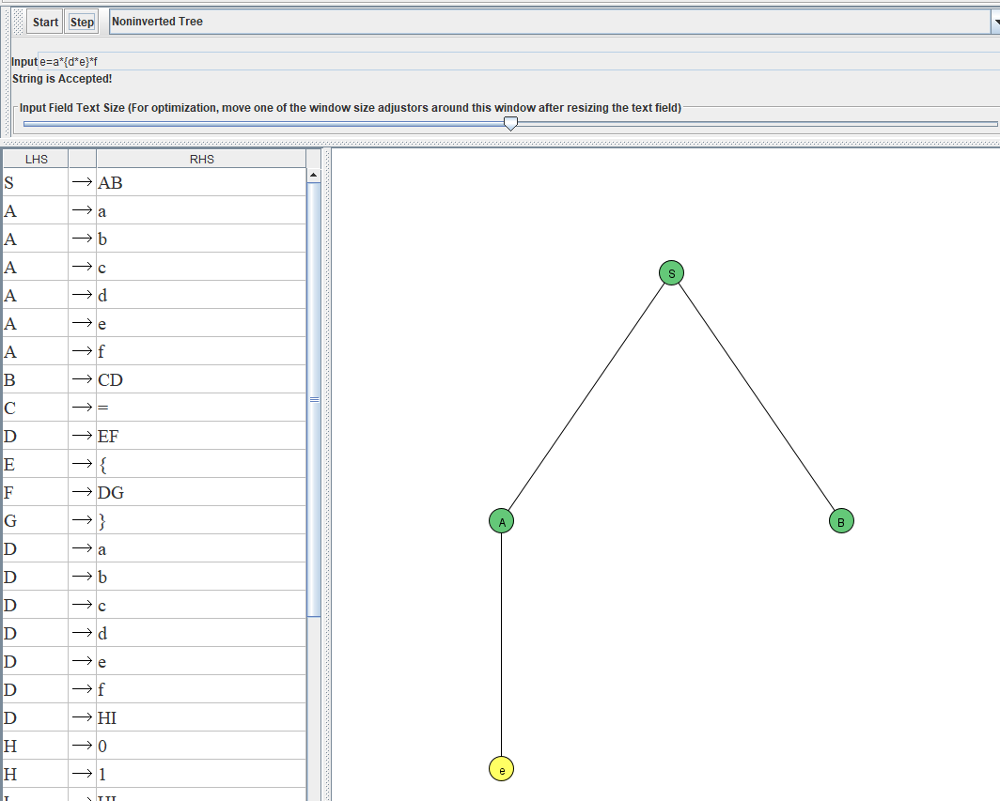 Start Step Noninverted Tree
Input e=a*{d*e}*f
String is Accepted!
Input Field Text Size (For optimization, move one of the window size adjustors around this window after resizing the text field)
LHS RHS
S → AB
A → a
A → b
A → c
A → d
A → e
A → f
B → CD
C → =
D → EF
E → {
F → DG
G → }
D → a
D → b
D → c
D → d
D → e
D → f
D → HI
H → 0
H → 1
S
A B
e